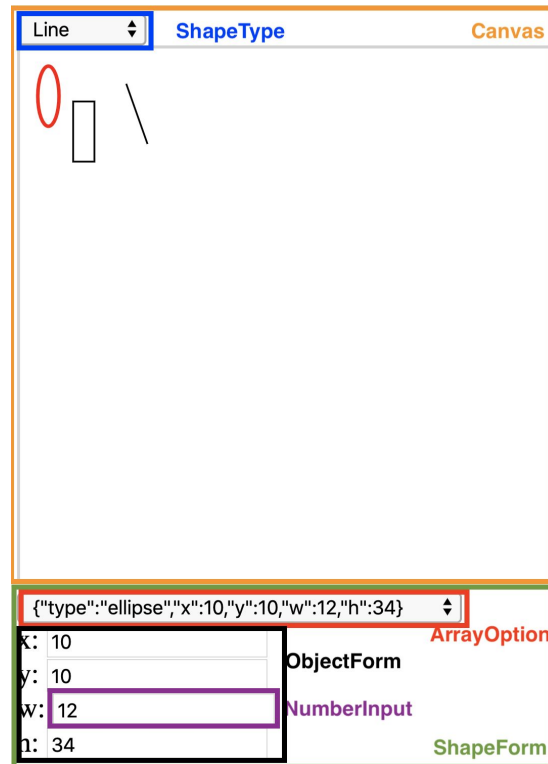 Line ShapeType Canvas
{"type":"ellipse","x":10,"y":10,"w":12,"h":34}
ArrayOption
x: 10
ObjectForm
y: 10
w: 12 NumberInput
h: 34 ShapeForm